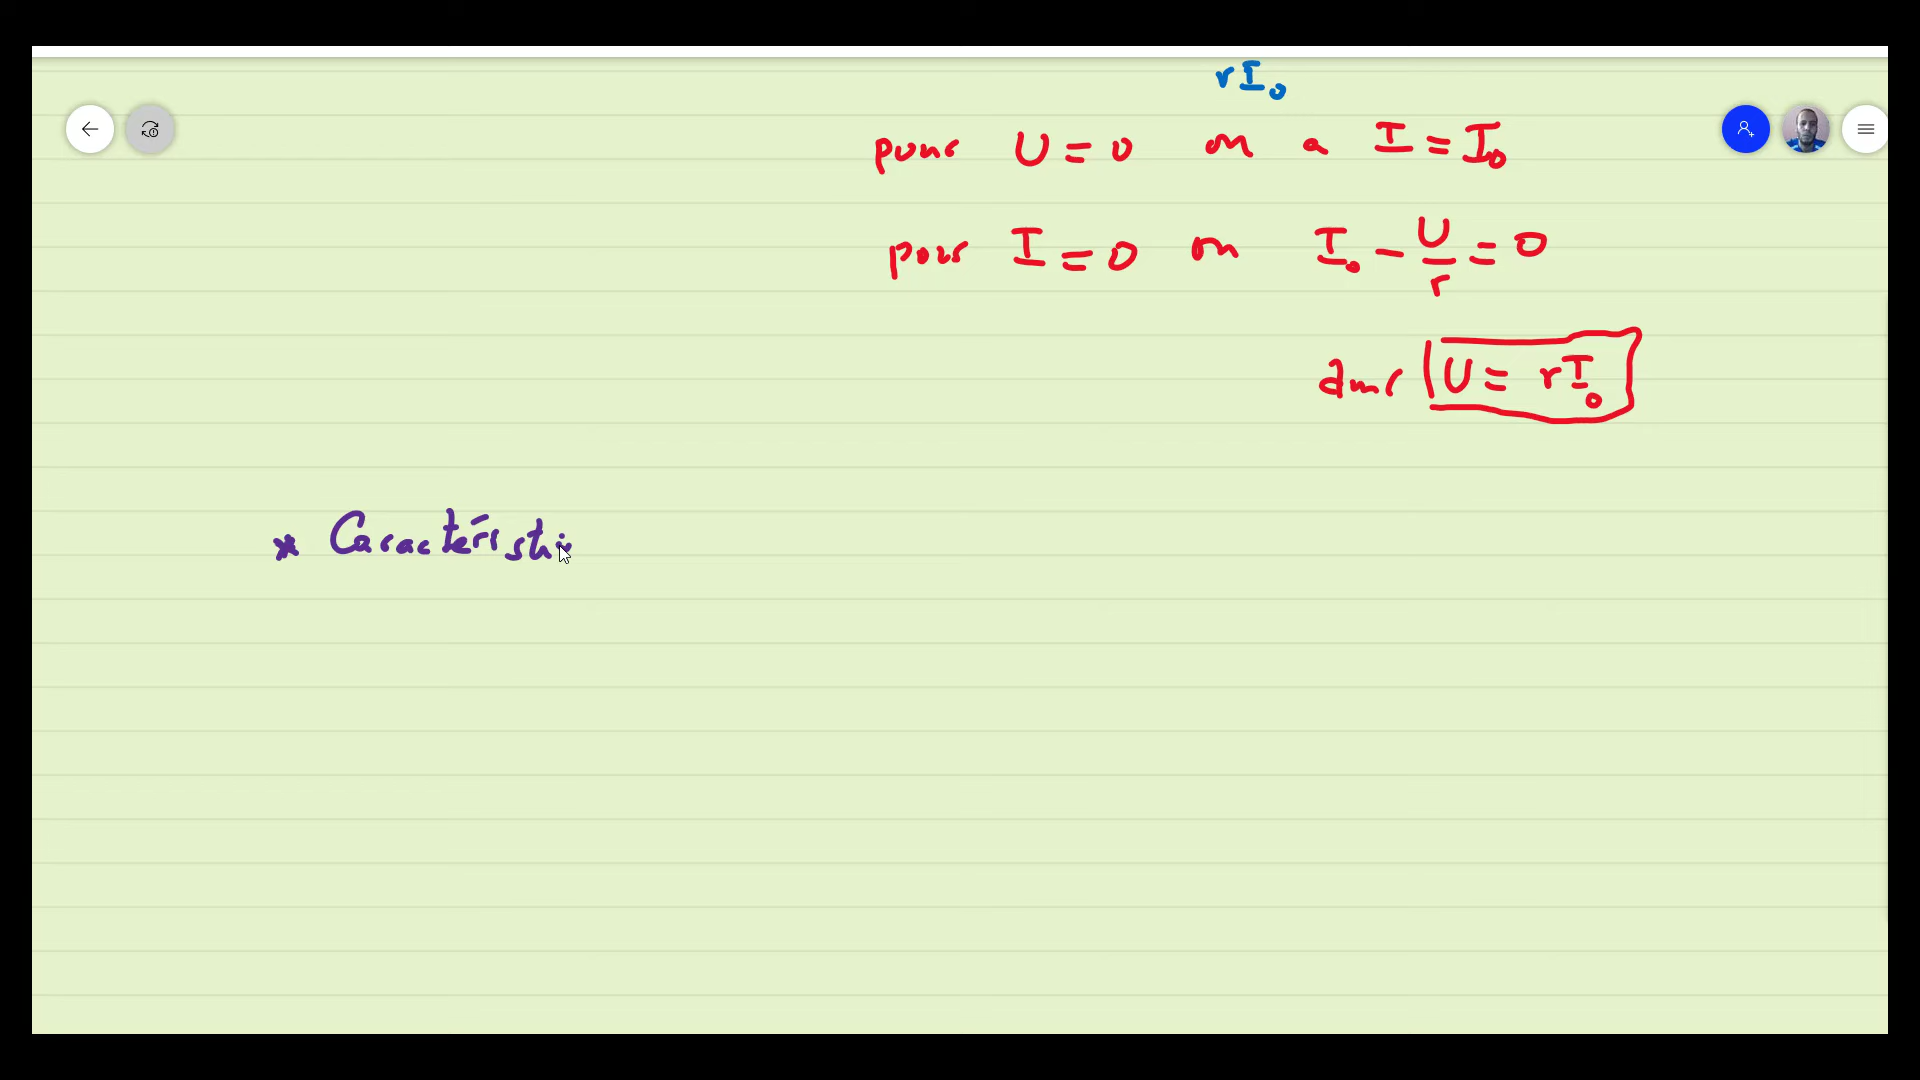 rI₀
pour U = 0 on a I = I₀
pour I = 0 on I₀ - U/r = 0
donc U = rI₀
* Caractéristi